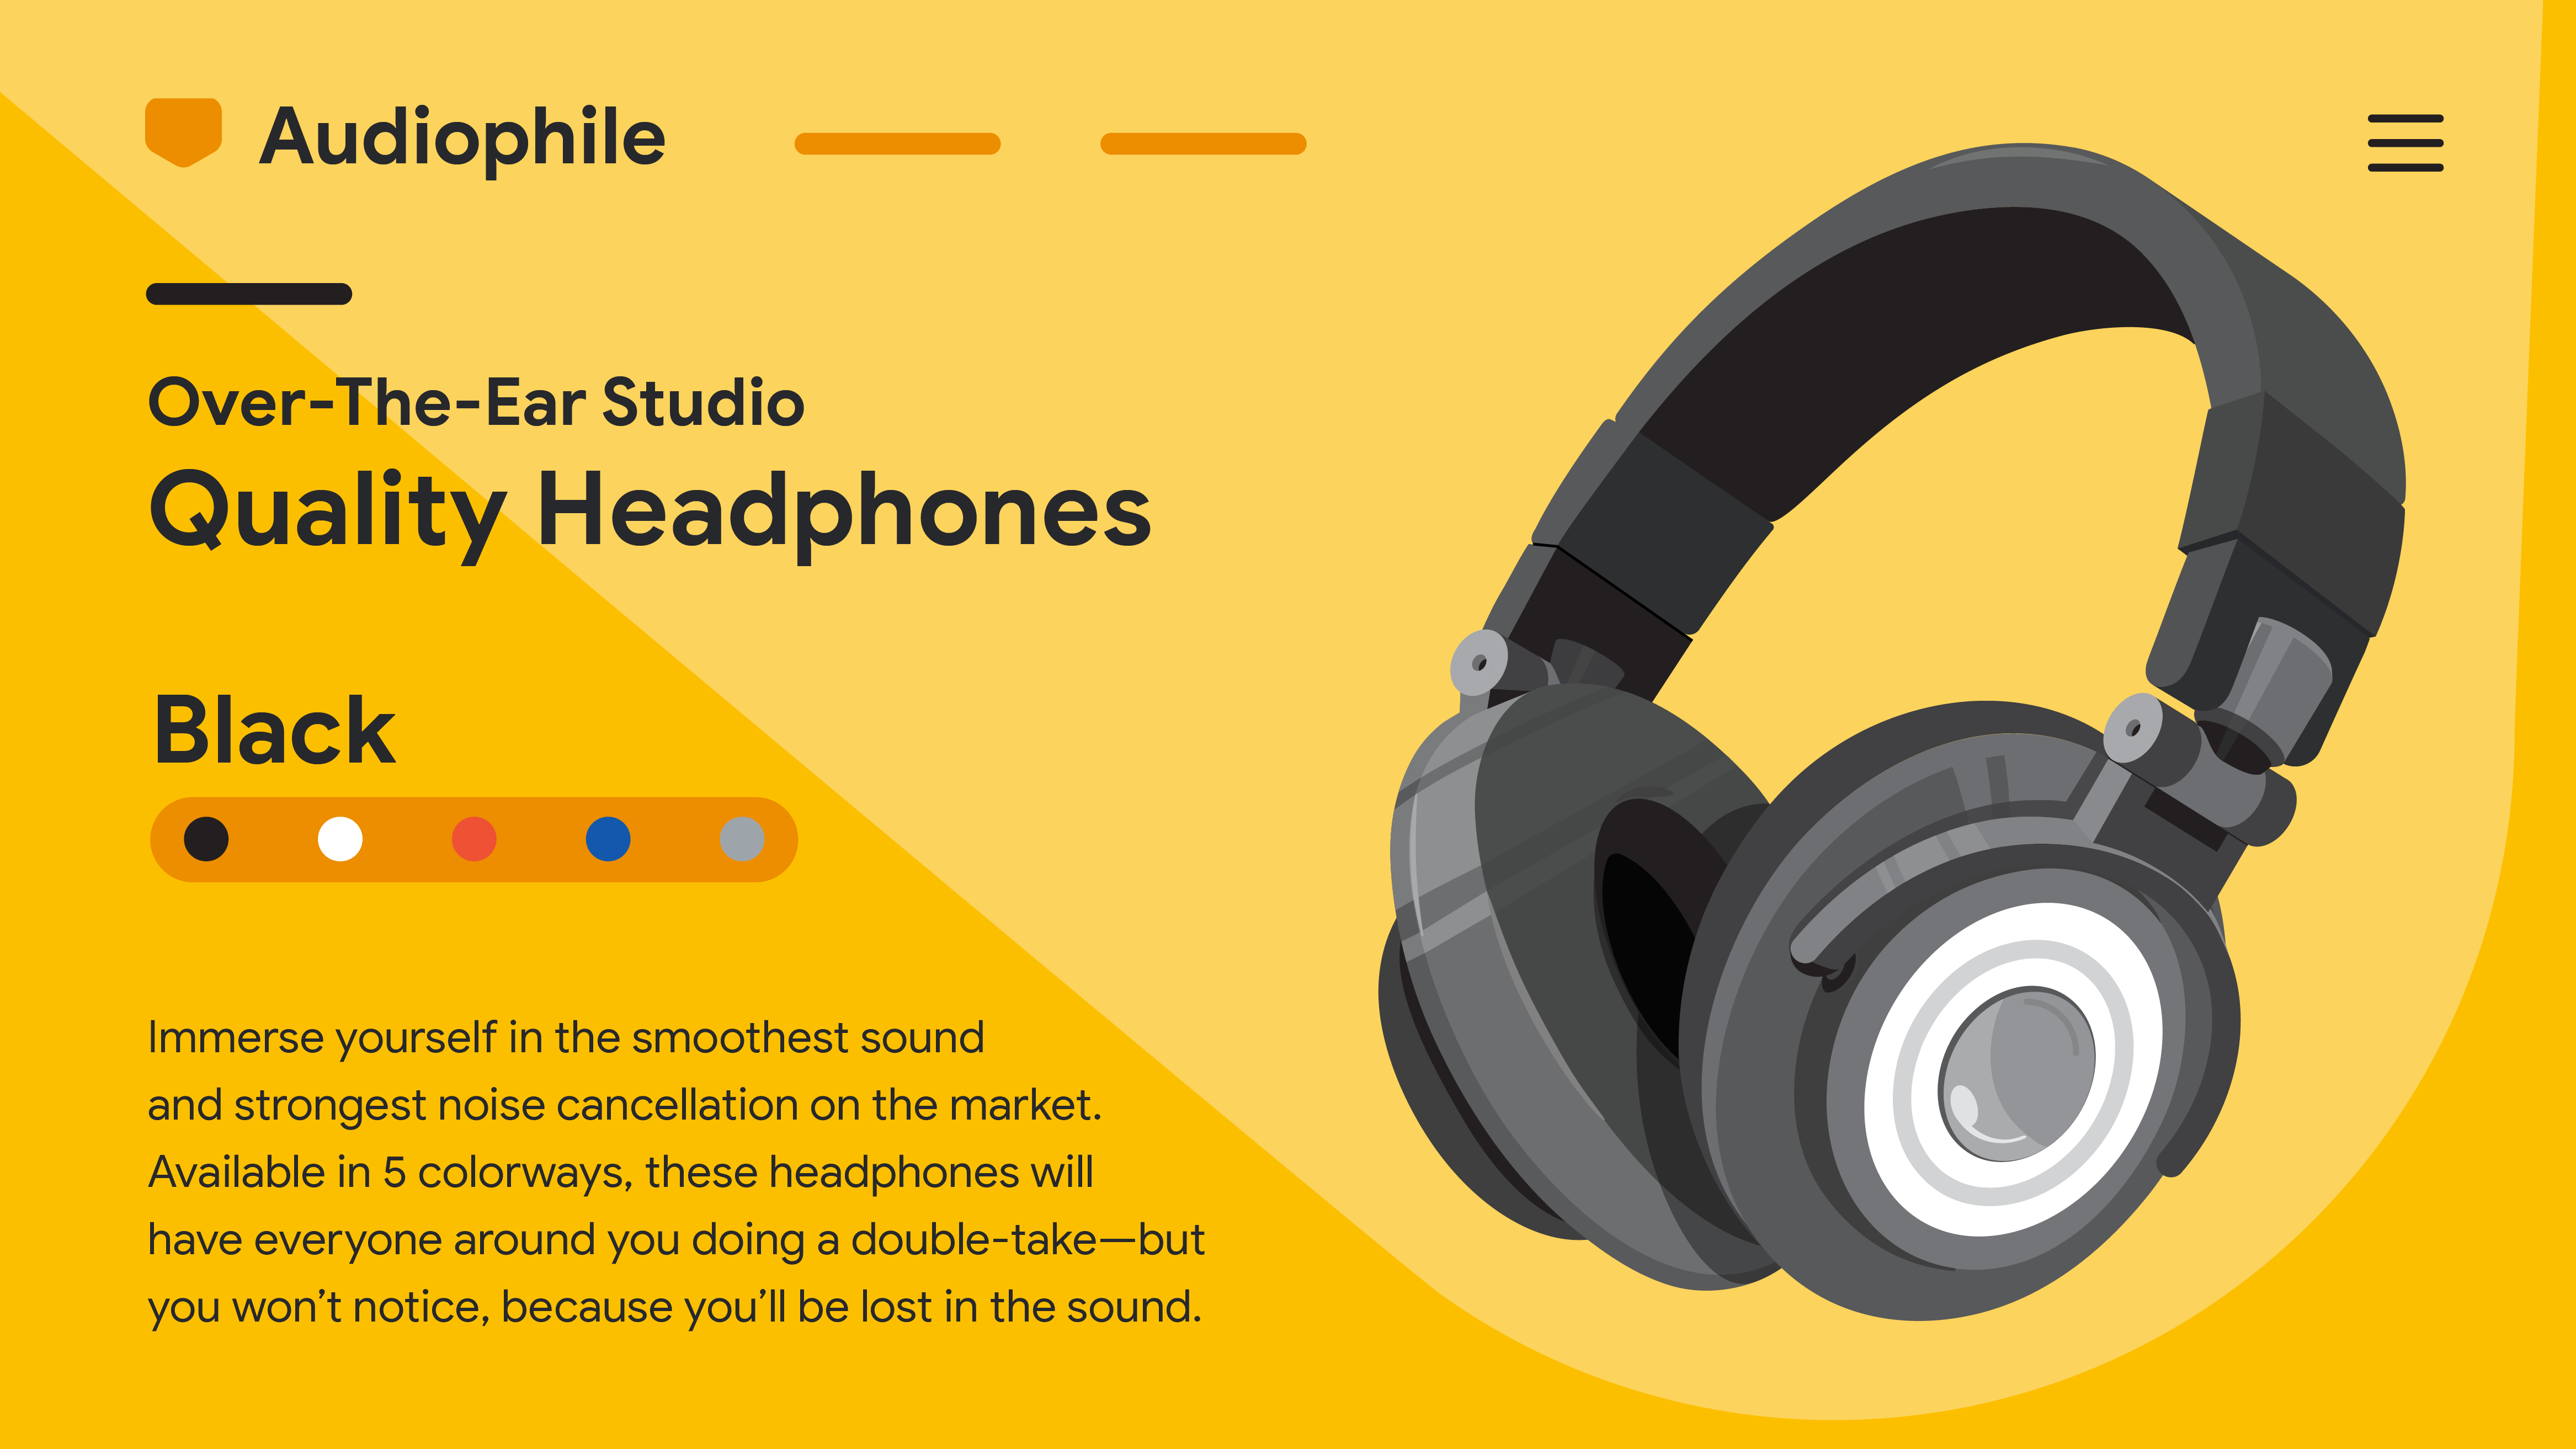 Audiophile
Over-The-Ear Studio
Quality Headphones
Black
Immerse yourself in the smoothest sound
and strongest noise cancellation on the market.
Available in 5 colorways, these headphones will
have everyone around you doing a double-take—but
you won’t notice, because you’ll be lost in the sound.